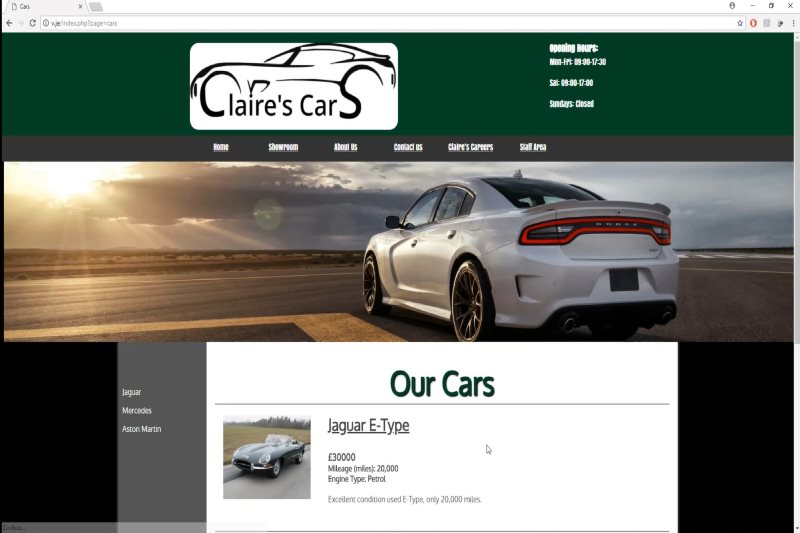 Cars
v.je/index.php?page=cars
Claire's CarS
Opening Hours:
Mon-Fri: 09:00-17:30
Sat: 09:00-17:00
Sundays: Closed
Home
Showroom
About Us
Contact us
Claire's Careers
Staff Area
DODGE
Jaguar
Mercedes
Aston Martin
Our Cars
Jaguar E-Type
£30000
Mileage (miles): 20,000
Engine Type: Petrol
Excellent condition used E-Type, only 20,000 miles.